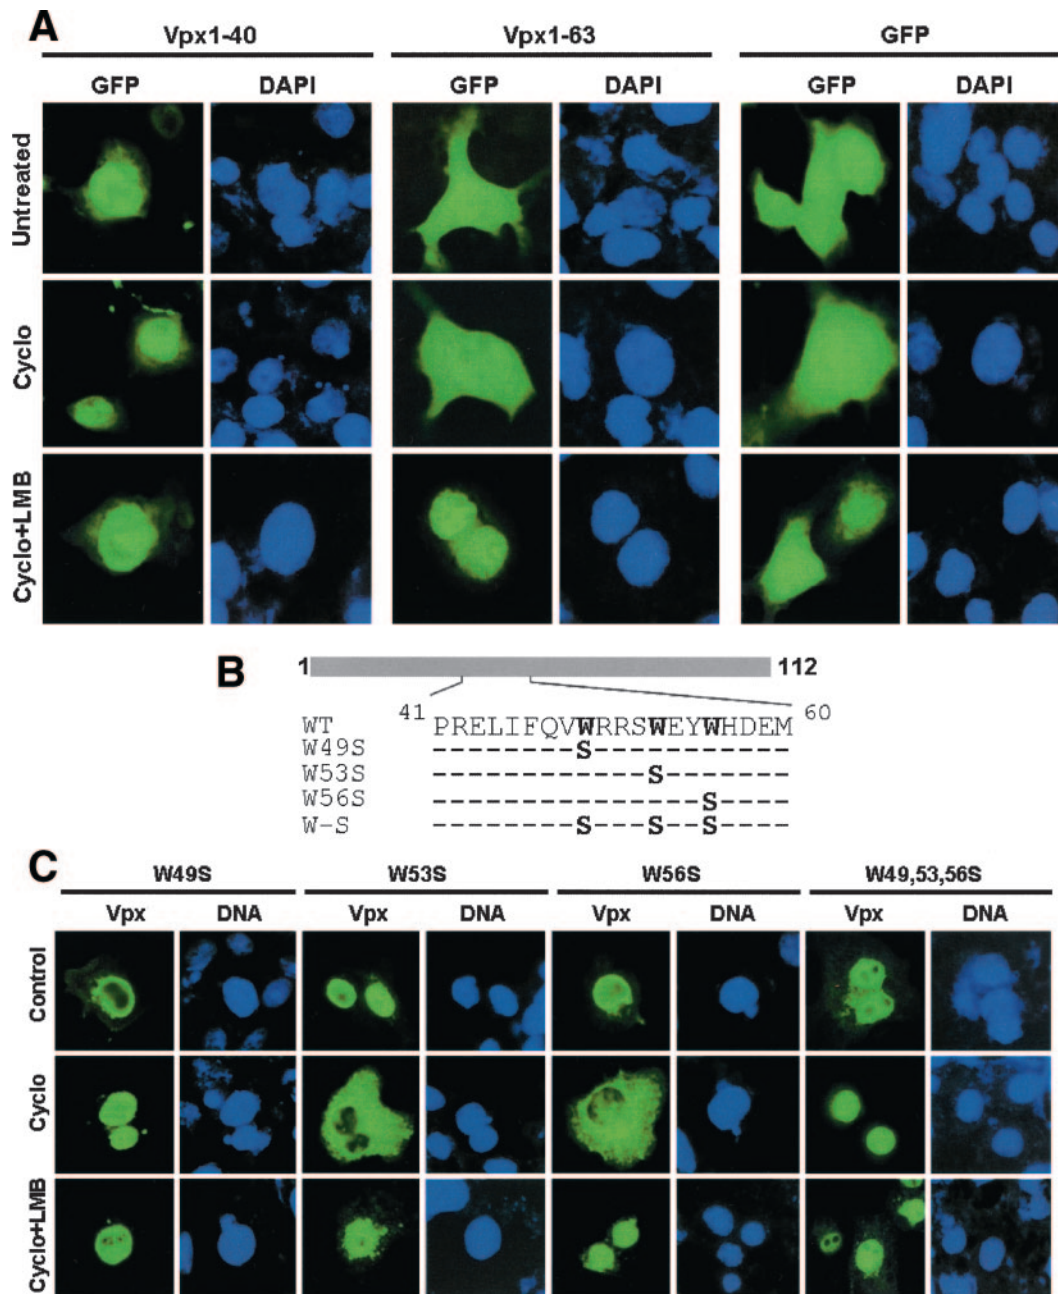 A
Vpx1-40 Vpx1-63 GFP
GFP DAPI GFP DAPI GFP DAPI
Untreated
Cyclo
Cyclo+LMB
B
1 112
41 60
WT PRELIFQVWRRSWEYWHDEM
W49S --------S-----------
W53S ------------S-------
W56S ---------------S----
W-S --------S---S--S----
C
W49S W53S W56S W49,53,56S
Vpx DNA Vpx DNA Vpx DNA Vpx DNA
Control
Cyclo
Cyclo+LMB